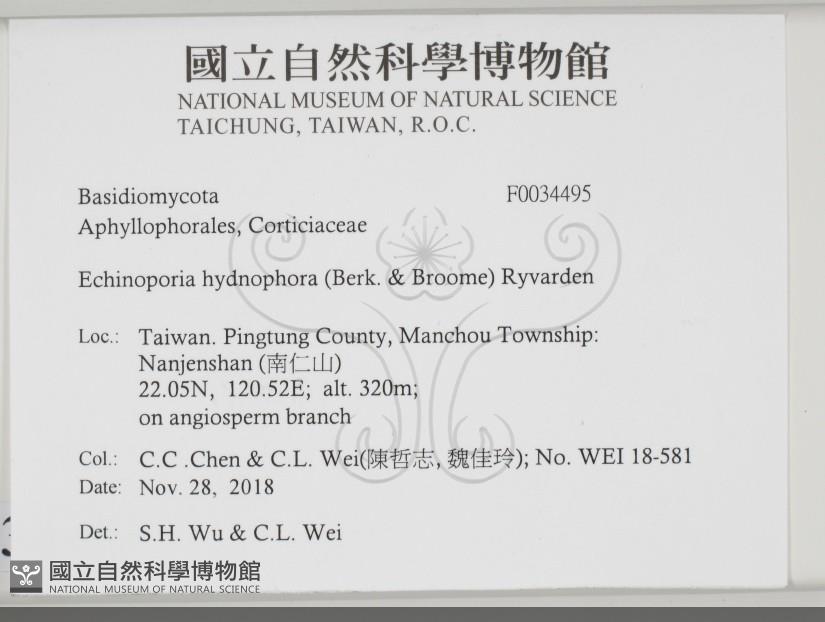 國立自然科學博物館
NATIONAL MUSEUM OF NATURAL SCIENCE
TAICHUNG, TAIWAN, R.O.C.
Basidiomycota F0034495
Aphyllophorales, Corticiaceae
Echinoporia hydnophora (Berk. & Broome) Ryvarden
Loc.: Taiwan. Pingtung County, Manchou Township:
Nanjenshan (南仁山)
22.05N, 120.52E; alt. 320m;
on angiosperm branch
Col.: C.C .Chen & C.L. Wei(陳哲志, 魏佳玲); No. WEI 18-581
Date: Nov. 28, 2018
Det.: S.H. Wu & C.L. Wei
國立自然科學博物館
NATIONAL MUSEUM OF NATURAL SCIENCE